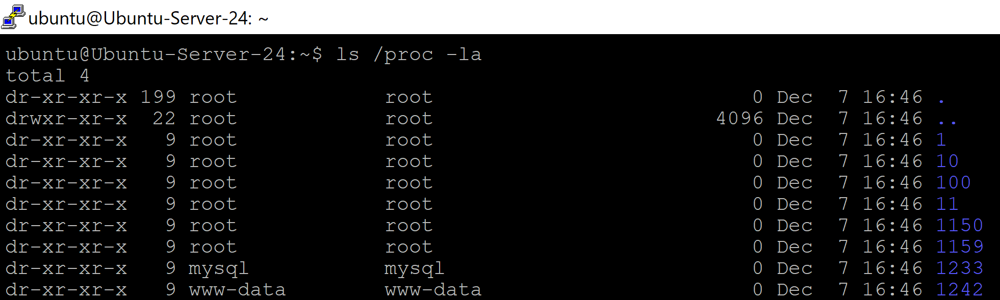 ubuntu@Ubuntu-Server-24: ~
ubuntu@Ubuntu-Server-24:~$ ls /proc -la
total 4
dr-xr-xr-x 199 root            root                           0 Dec  7 16:46 .
drwxr-xr-x  22 root            root                        4096 Dec  7 16:46 ..
dr-xr-xr-x   9 root            root                           0 Dec  7 16:46 1
dr-xr-xr-x   9 root            root                           0 Dec  7 16:46 10
dr-xr-xr-x   9 root            root                           0 Dec  7 16:46 100
dr-xr-xr-x   9 root            root                           0 Dec  7 16:46 11
dr-xr-xr-x   9 root            root                           0 Dec  7 16:46 1150
dr-xr-xr-x   9 root            root                           0 Dec  7 16:46 1159
dr-xr-xr-x   9 mysql           mysql                          0 Dec  7 16:46 1233
dr-xr-xr-x   9 www-data        www-data                       0 Dec  7 16:46 1242